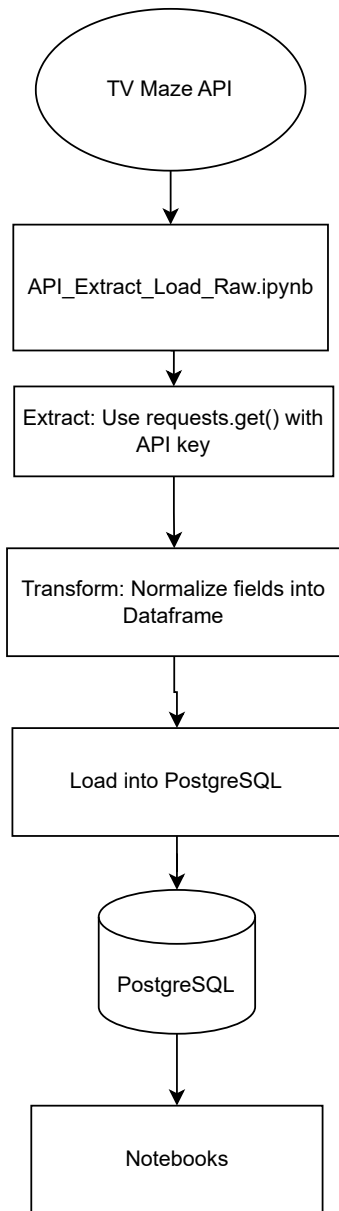 TV Maze API
API_Extract_Load_Raw.ipynb
Extract: Use requests.get() with
API key
Transform: Normalize fields into
Dataframe
Load into PostgreSQL
PostgreSQL
Notebooks